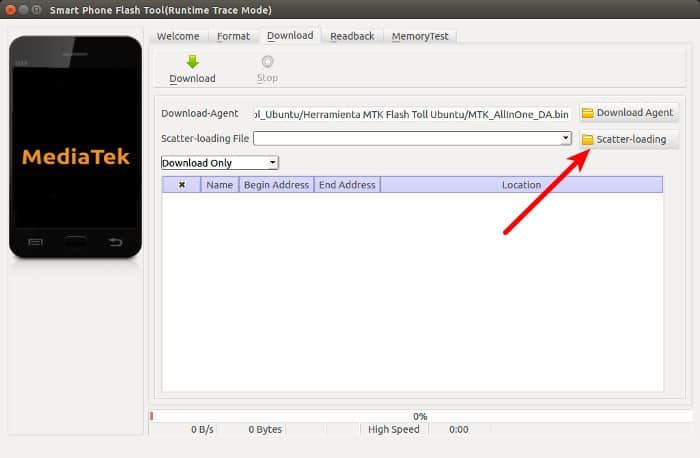 Smart Phone Flash Tool(Runtime Trace Mode)
Welcome Format Download Readback MemoryTest
Download Stop
MediaTek
Download-Agent ol_Ubuntu/Herramienta MTK Flash Toll Ubuntu/MTK_AllInOne_DA.bin Download Agent
Scatter-loading File Scatter-loading
Download Only
Name Begin Address End Address Location
0%
0 B/s 0 Bytes High Speed 0:00